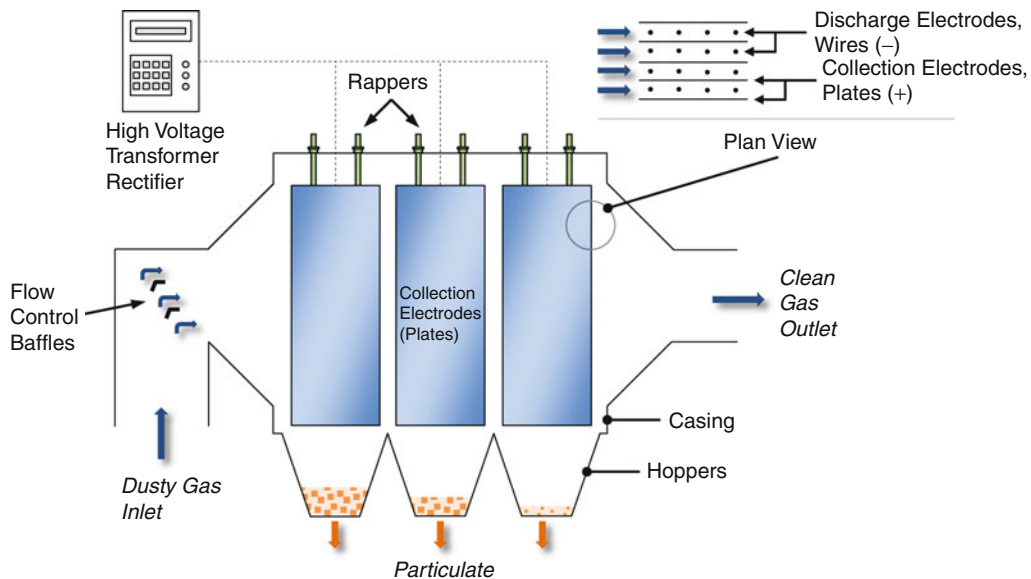 High Voltage
Transformer
Rectifier
Rappers
Discharge Electrodes,
Wires (–)
Collection Electrodes,
Plates (+)
Plan View
Flow
Control
Baffles
Collection
Electrodes
(Plates)
Clean
Gas
Outlet
Casing
Hoppers
Dusty Gas
Inlet
Particulate